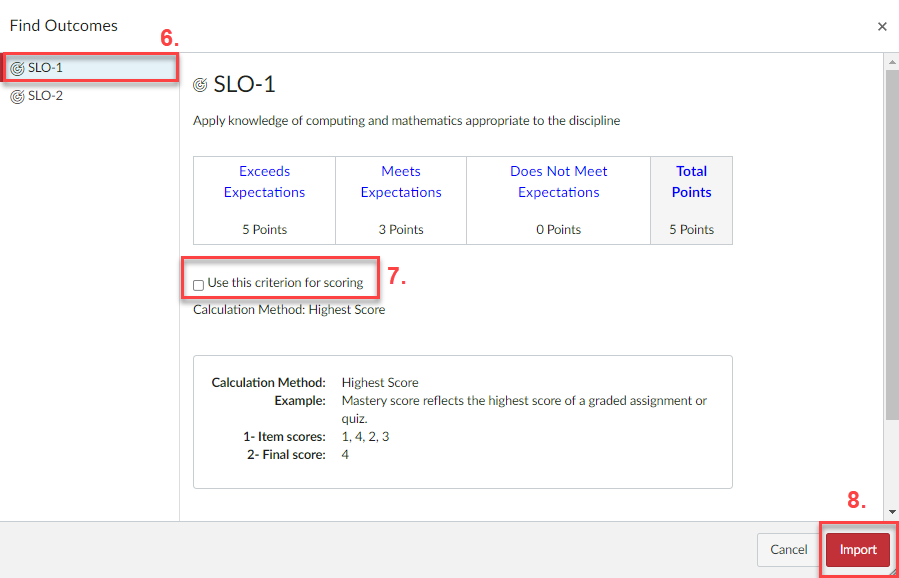 Find Outcomes
×
6.
SLO-1
SLO-2
SLO-1
Apply knowledge of computing and mathematics appropriate to the discipline
Exceeds Expectations
5 Points
Meets Expectations
3 Points
Does Not Meet Expectations
0 Points
Total Points
5 Points
Use this criterion for scoring
7.
Calculation Method: Highest Score
Calculation Method: Highest Score
Example: Mastery score reflects the highest score of a graded assignment or
quiz.
1- Item scores: 1, 4, 2, 3
2- Final score: 4
8.
Cancel
Import